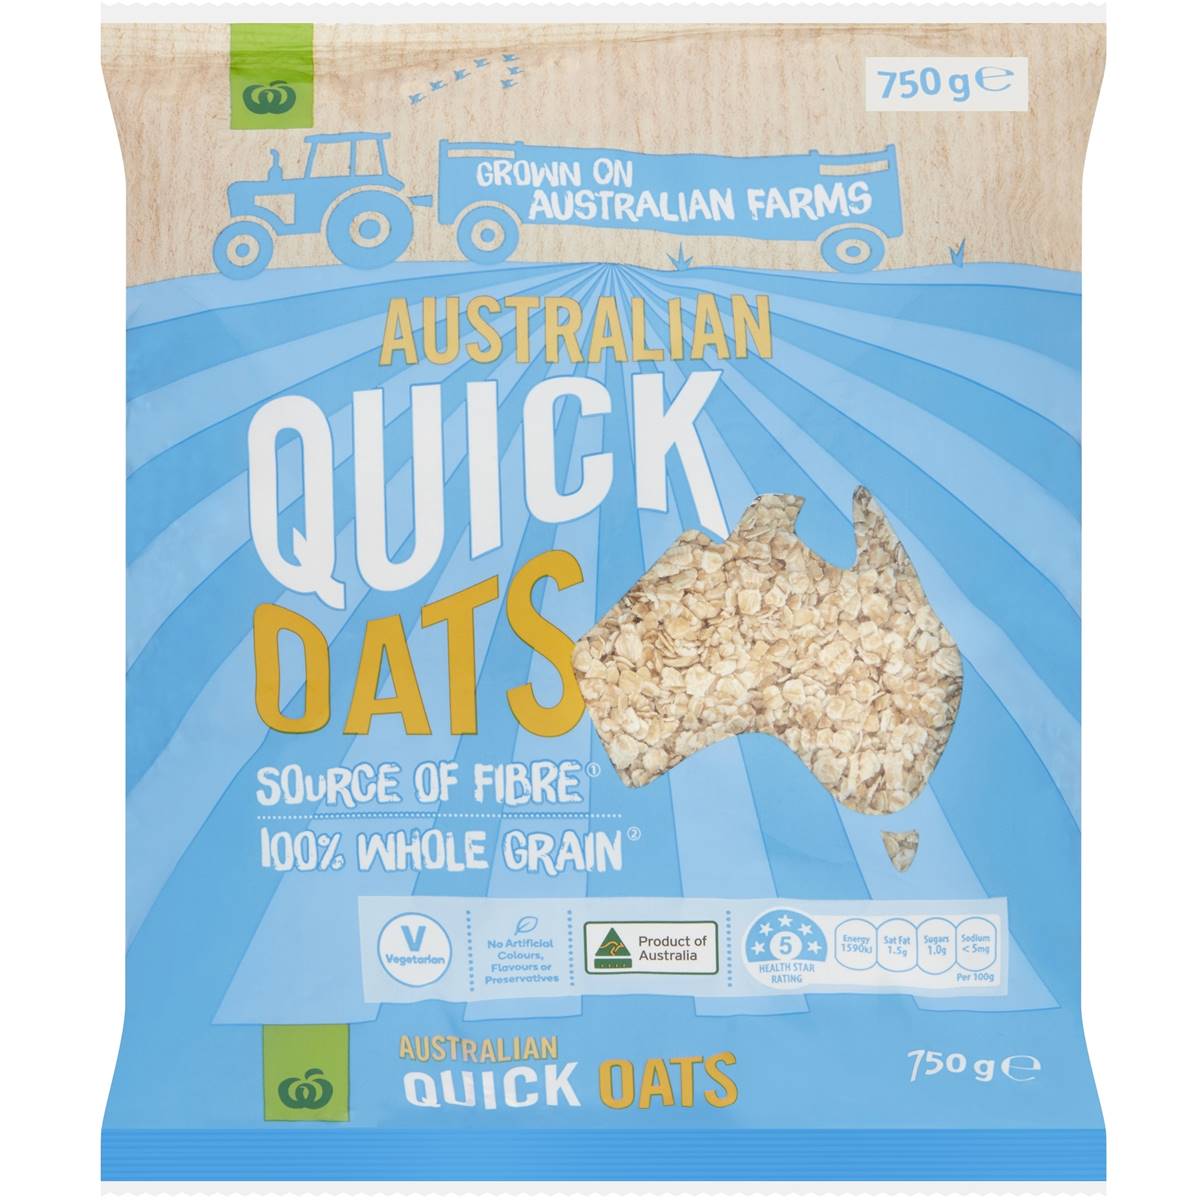 750 g ℮
GROWN ON
AUSTRALIAN FARMS
AUSTRALIAN
QUICK
OATS
SOURCE OF FIBRE①
100% WHOLE GRAIN②
V
Vegetarian
No Artificial
Colours,
Flavours or
Preservatives
Product of
Australia
5
HEALTH STAR
RATING
Energy
1590kJ
Sat Fat
1.5g
Sugars
1.0g
Sodium
< 5mg
Per 100g
AUSTRALIAN
QUICK OATS
750 g ℮